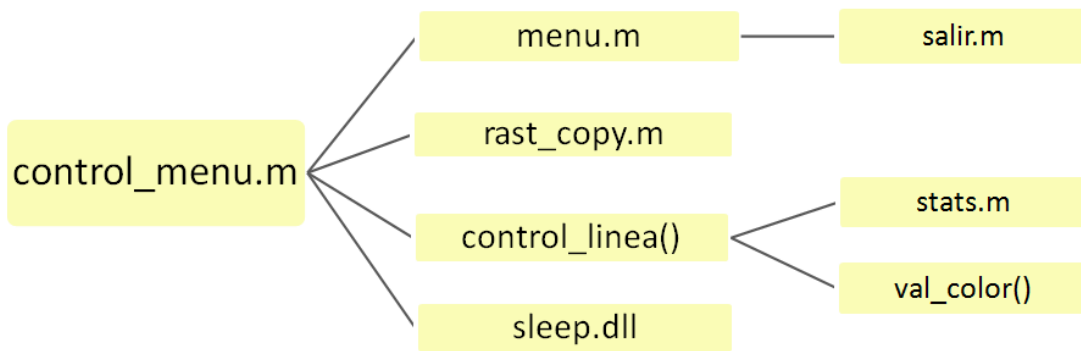 control_menu.m
menu.m
salir.m
rast_copy.m
control_linea()
stats.m
val_color()
sleep.dll